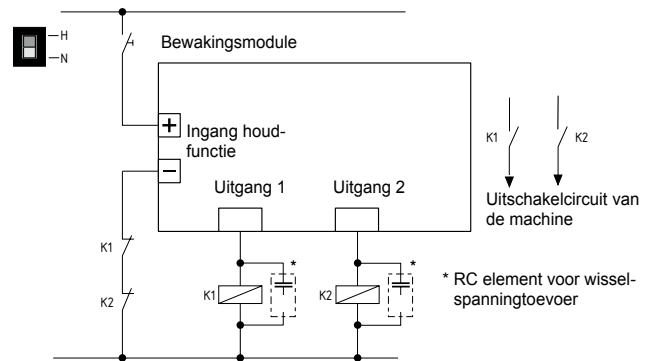 H
N
Bewakingsmodule
+
Ingang houd-
functie
−
Uitgang 1
Uitgang 2
K1
K2
Uitschakelcircuit van
de machine
K1
K2
K1
*
K2
*
* RC element voor wissel-
spanningtoevoer